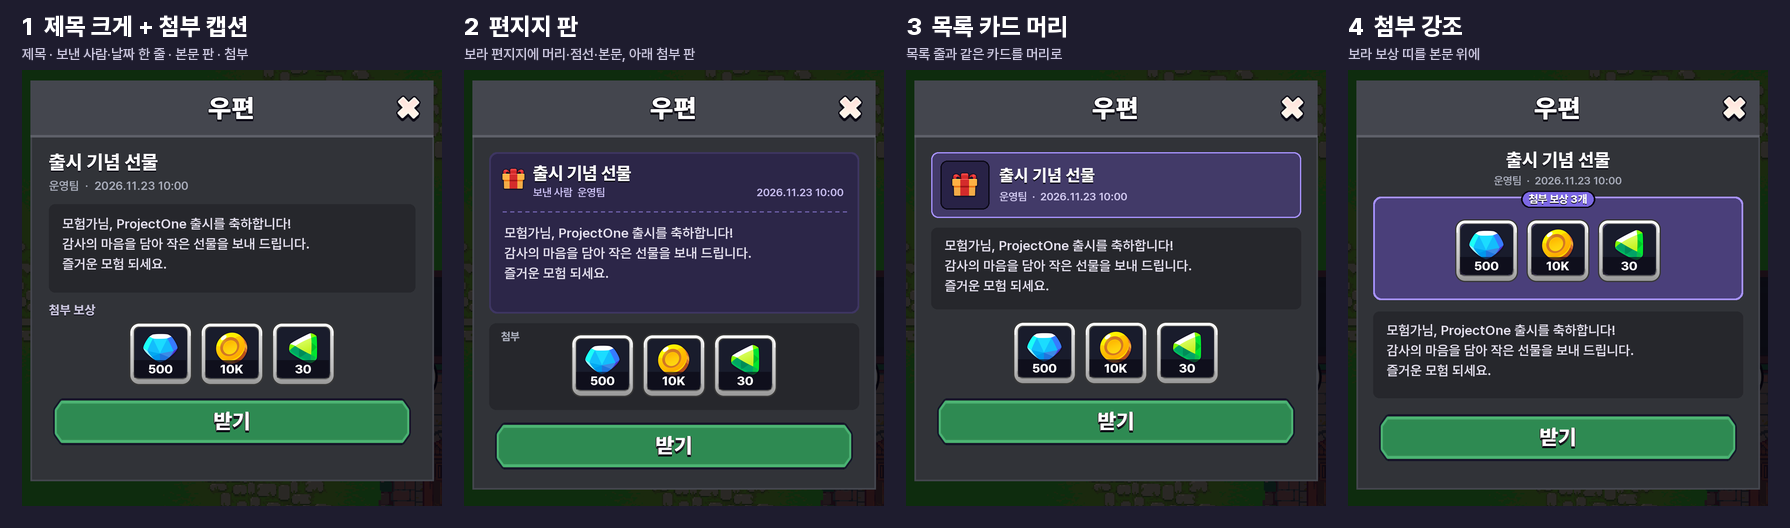 1 제목 크게 + 첨부 캡션
제목 · 보낸 사람·날짜 한 줄 · 본문 판 · 첨부
우편
출시 기념 선물
운영팀 · 2026.11.23 10:00
모험가님, ProjectOne 출시를 축하합니다!
감사의 마음을 담아 작은 선물을 보내 드립니다.
즐거운 모험 되세요.
첨부 보상
500
10K
30
받기
2 편지지 판
보라 편지지에 머리·점선·본문, 아래 첨부 판
우편
출시 기념 선물
보낸 사람 운영팀
2026.11.23 10:00
모험가님, ProjectOne 출시를 축하합니다!
감사의 마음을 담아 작은 선물을 보내 드립니다.
즐거운 모험 되세요.
첨부
500
10K
30
받기
3 목록 카드 머리
목록 줄과 같은 카드를 머리로
우편
출시 기념 선물
운영팀 · 2026.11.23 10:00
모험가님, ProjectOne 출시를 축하합니다!
감사의 마음을 담아 작은 선물을 보내 드립니다.
즐거운 모험 되세요.
500
10K
30
받기
4 첨부 강조
보라 보상 띠를 본문 위에
우편
출시 기념 선물
운영팀 · 2026.11.23 10:00
첨부 보상 3개
500
10K
30
모험가님, ProjectOne 출시를 축하합니다!
감사의 마음을 담아 작은 선물을 보내 드립니다.
즐거운 모험 되세요.
받기